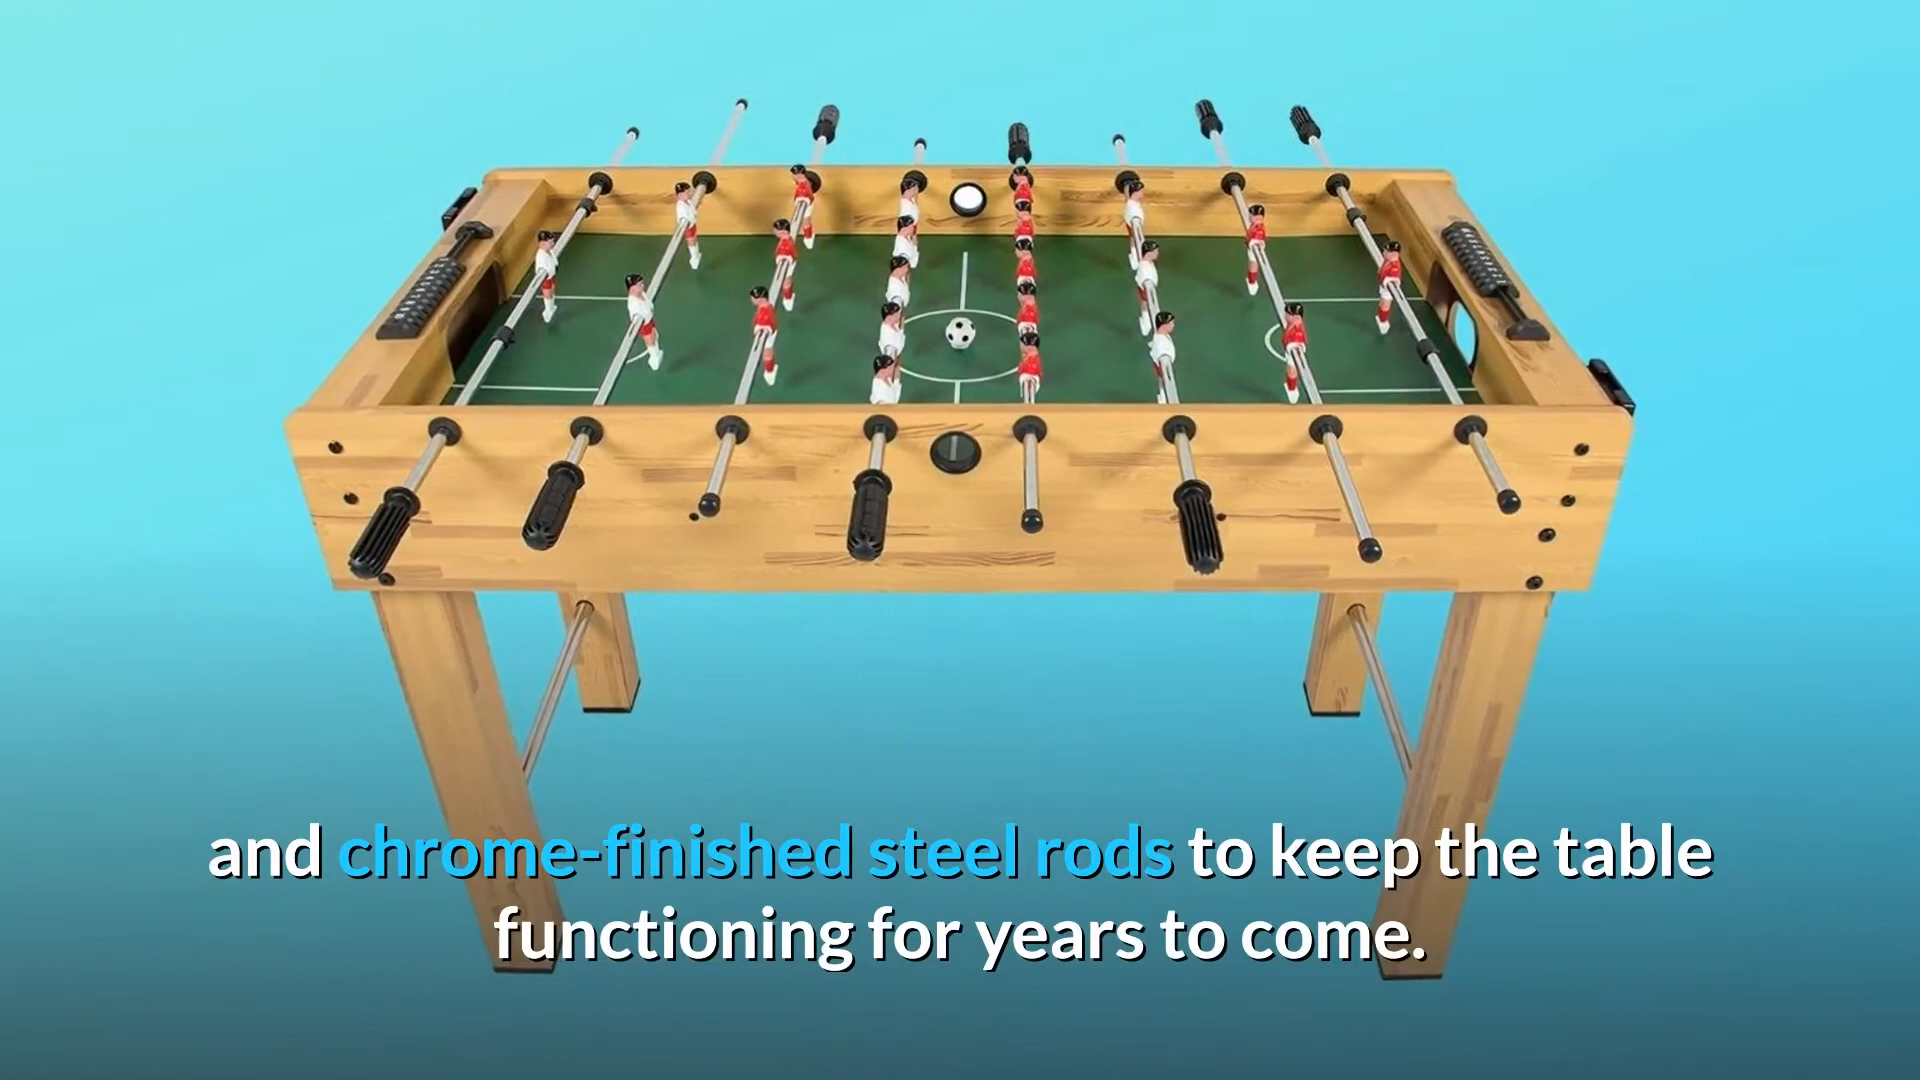 and chrome-finished steel rods to keep the table
functioning for years to come.